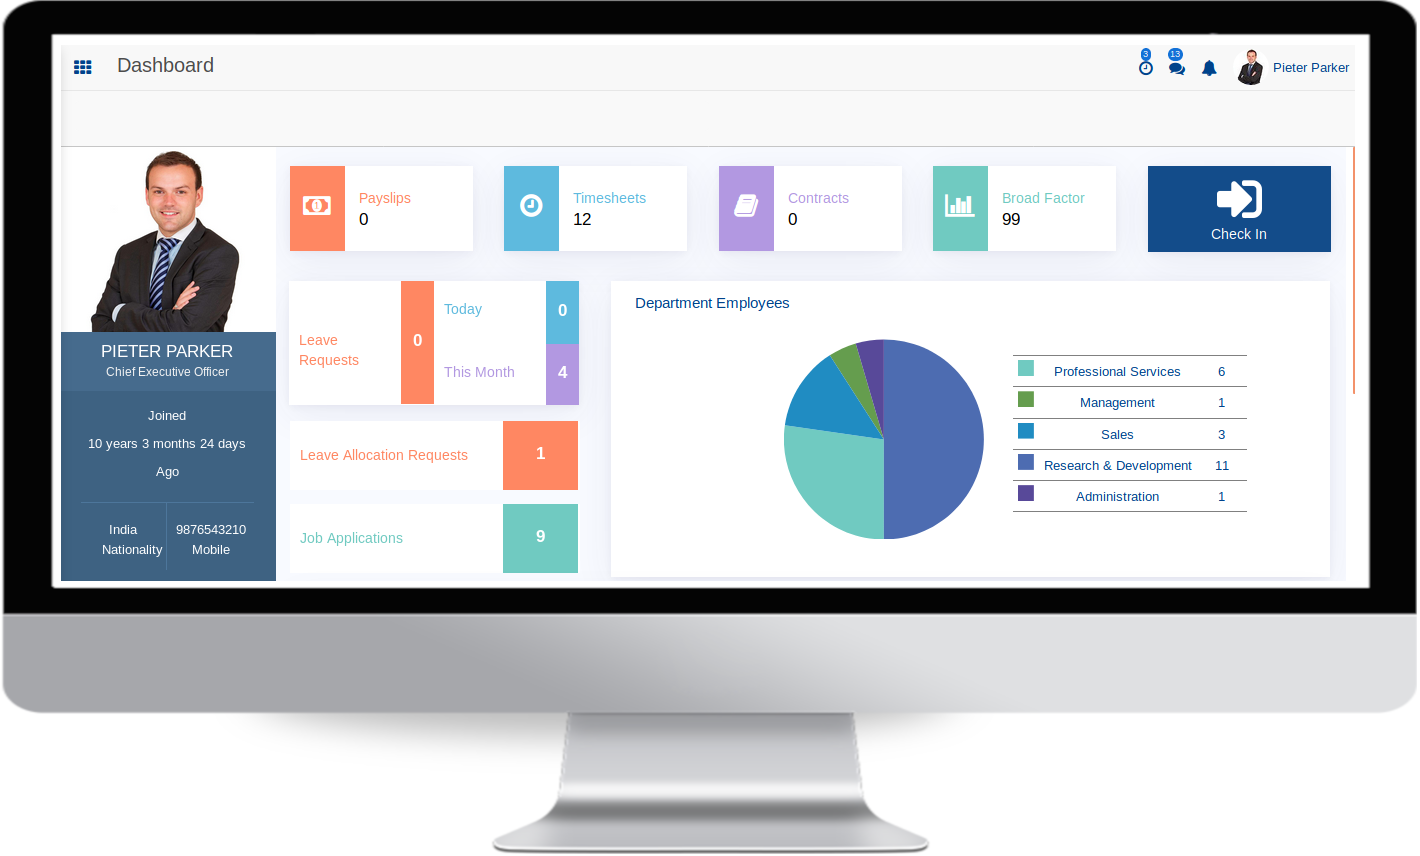 Dashboard
3
13
Pieter Parker
Payslips
0
Timesheets
12
Contracts
0
Broad Factor
99
Check In
PIETER PARKER
Chief Executive Officer
Joined
10 years 3 months 24 days
Ago
India
Nationality
9876543210
Mobile
Leave
Requests
0
Today
0
This Month
4
Leave Allocation Requests
1
Job Applications
9
Department Employees
Professional Services 6
Management 1
Sales 3
Research & Development 11
Administration 1